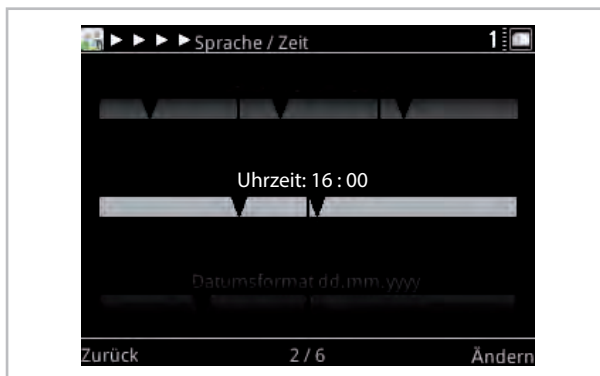 Sprache / Zeit 1
Uhrzeit: 16 : 00
Datumsformat dd.mm.yyyy
Zurück 2 / 6 Ändern